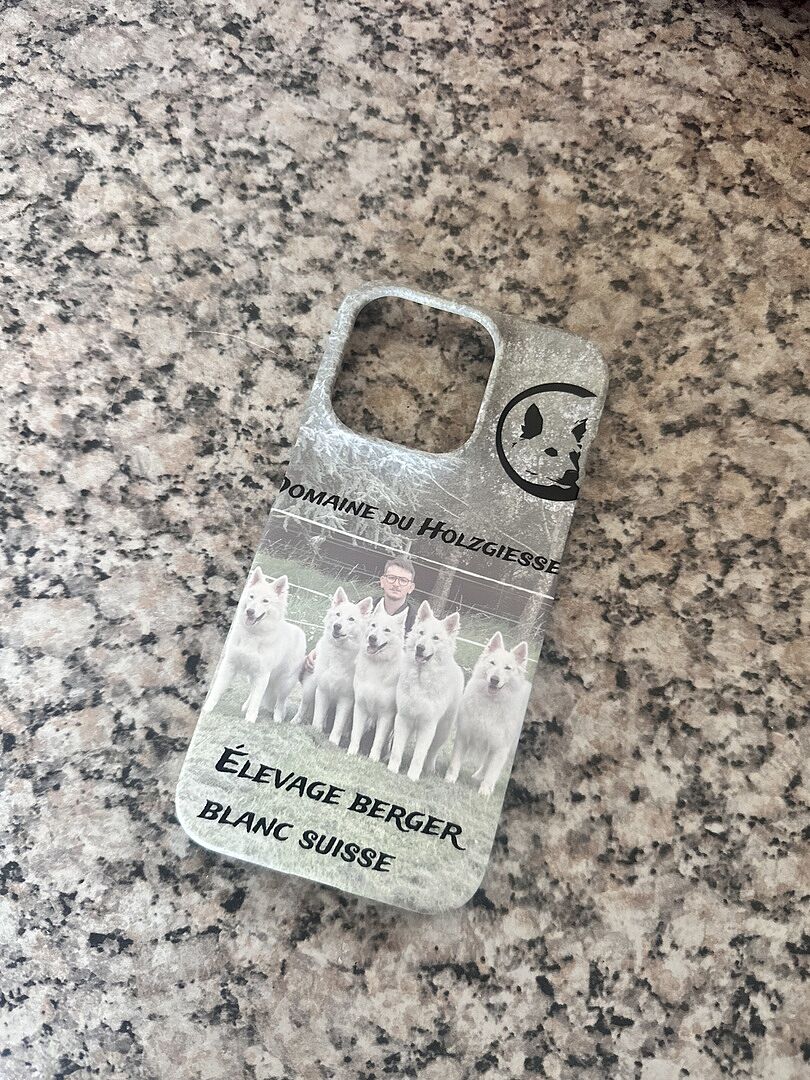 Domaine du Holzgiesse
Élevage berger
blanc suisse